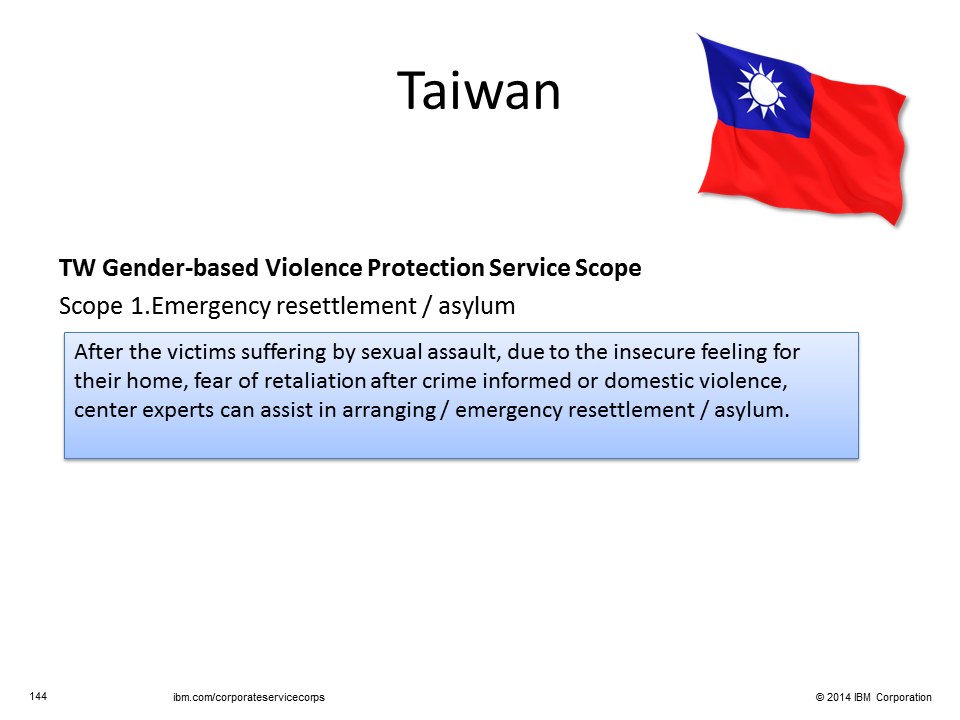 Taiwan
TW Gender-based Violence Protection Service Scope
Scope 1.Emergency resettlement / asylum
After the victims suffering by sexual assault, due to the insecure feeling for
their home, fear of retaliation after crime informed or domestic violence,
center experts can assist in arranging / emergency resettlement / asylum.
144
ibm.com/corporateservicecorps
© 2014 IBM Corporation